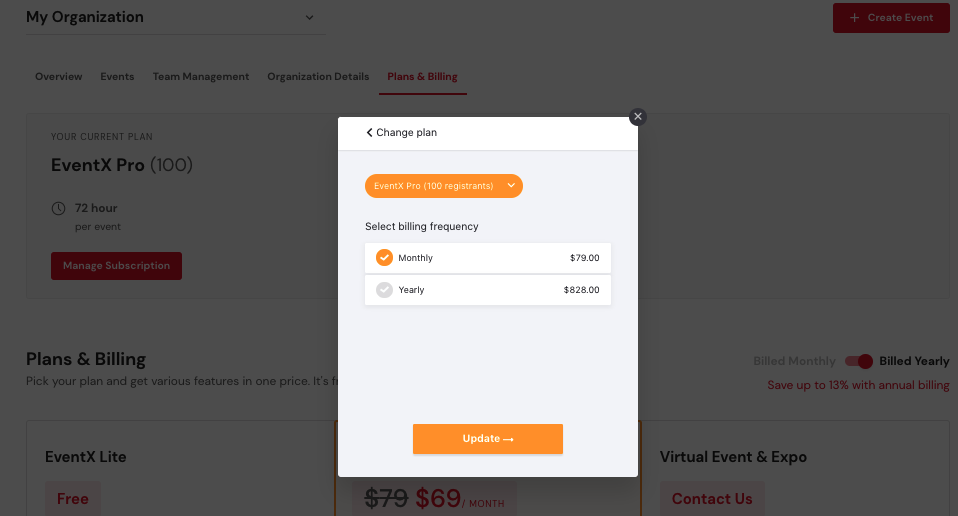 My Organization
+ Create Event
Overview Events Team Management Organization Details Plans & Billing
YOUR CURRENT PLAN
EventX Pro (100)
72 hour
per event
Manage Subscription
Change plan
EventX Pro (100 registrants)
Select billing frequency
Monthly $79.00
Yearly $828.00
Update →
Plans & Billing
Billed Monthly Billed Yearly
Pick your plan and get various features in one price. It's
Save up to 13% with annual billing
EventX Lite
Free
$79 $69/ MONTH
Virtual Event & Expo
Contact Us